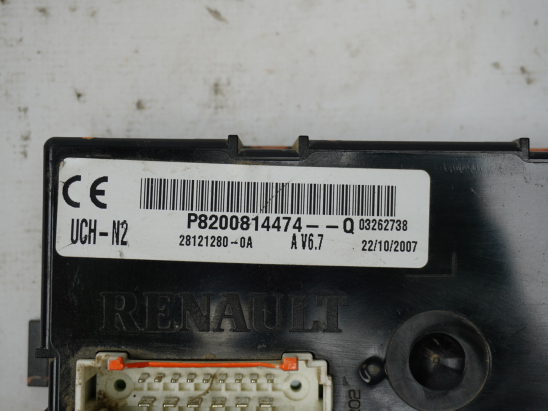 CE
P8200814474--Q 03262738
UCH-N2
28121280-0A A V6.7 22/10/2007
RENAULT